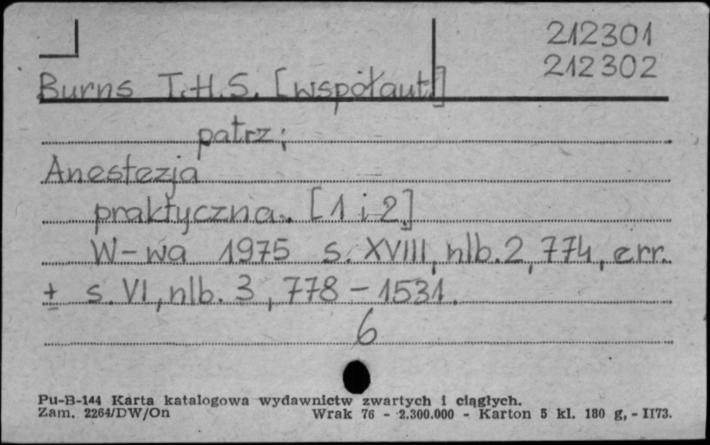 212301
212302
Burns T.H.S. [współaut.]
patrz:
Anestezja
praktyczna. [1 i 2]
W-wa 1975 s. XVIII, nlb. 2, 774, err.
± s. VI, nlb. 3, 778 - 1531.
6
Pu-B-144 Karta katalogowa wydawnictw zwartych i ciągłych.
Zam. 2264/DW/On Wrak 76 - 2.300.000 - Karton 5 kl. 180 g, - II73.